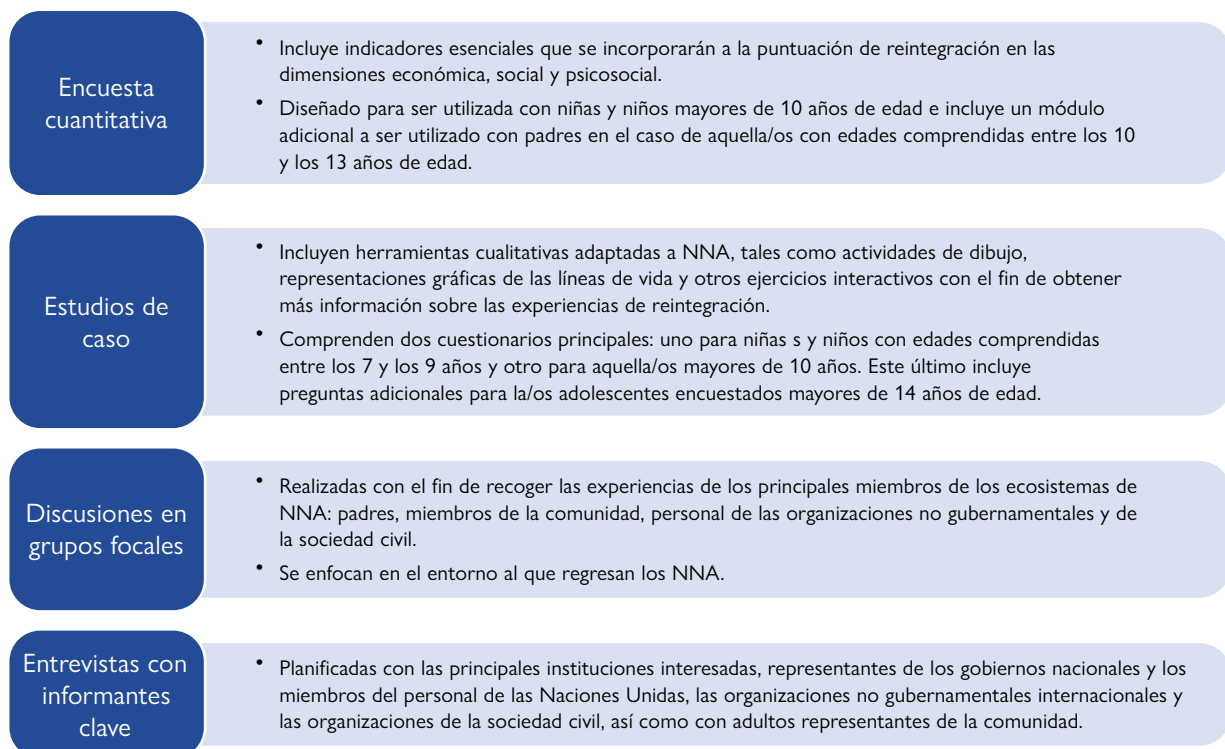 Encuesta
cuantitativa
• Incluye indicadores esenciales que se incorporarán a la puntuación de reintegración en las
dimensiones económica, social y psicosocial.
• Diseñado para ser utilizada con niñas y niños mayores de 10 años de edad e incluye un módulo
adicional a ser utilizado con padres en el caso de aquella/os con edades comprendidas entre los 10
y los 13 años de edad.
Estudios de
caso
• Incluyen herramientas cualitativas adaptadas a NNA, tales como actividades de dibujo,
representaciones gráficas de las líneas de vida y otros ejercicios interactivos con el fin de obtener
más información sobre las experiencias de reintegración.
• Comprenden dos cuestionarios principales: uno para niñas s y niños con edades comprendidas
entre los 7 y los 9 años y otro para aquella/os mayores de 10 años. Este último incluye
preguntas adicionales para la/os adolescentes encuestados mayores de 14 años de edad.
Discusiones en
grupos focales
• Realizadas con el fin de recoger las experiencias de los principales miembros de los ecosistemas de
NNA: padres, miembros de la comunidad, personal de las organizaciones no gubernamentales y de
la sociedad civil.
• Se enfocan en el entorno al que regresan los NNA.
Entrevistas con
informantes
clave
• Planificadas con las principales instituciones interesadas, representantes de los gobiernos nacionales y los
miembros del personal de las Naciones Unidas, las organizaciones no gubernamentales internacionales y
las organizaciones de la sociedad civil, así como con adultos representantes de la comunidad.